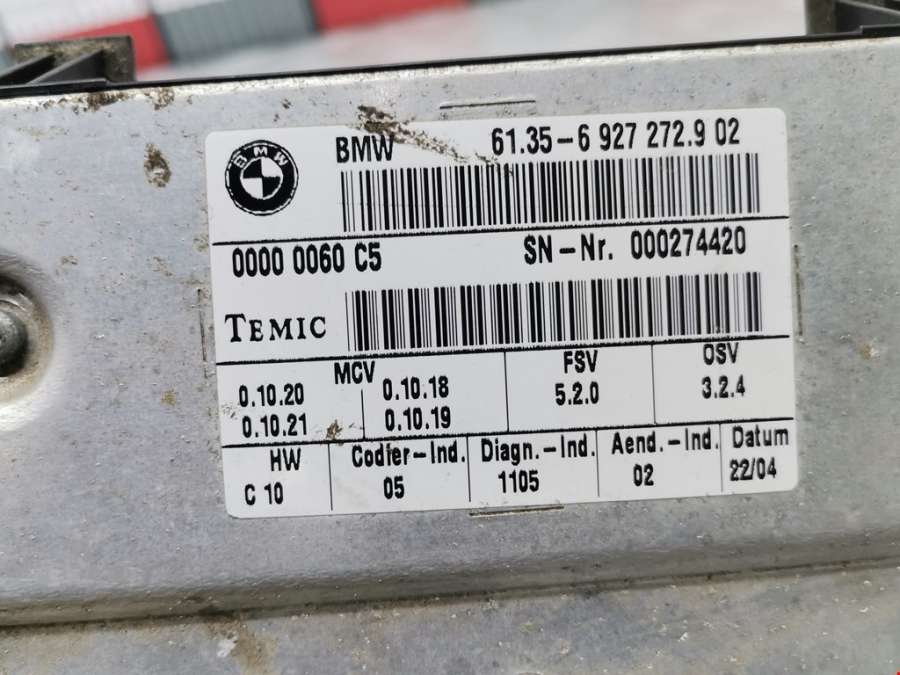 BMW
BMW 61.35-6 927 272.9 02
0000 0060 C5 SN-Nr. 000274420
TEMIC
MCV FSV OSV
0.10.20 0.10.18 5.2.0 3.2.4
0.10.21 0.10.19
HW Codier-Ind. Diagn.-Ind. Aend.-Ind. Datum
C 10 05 1105 02 22/04